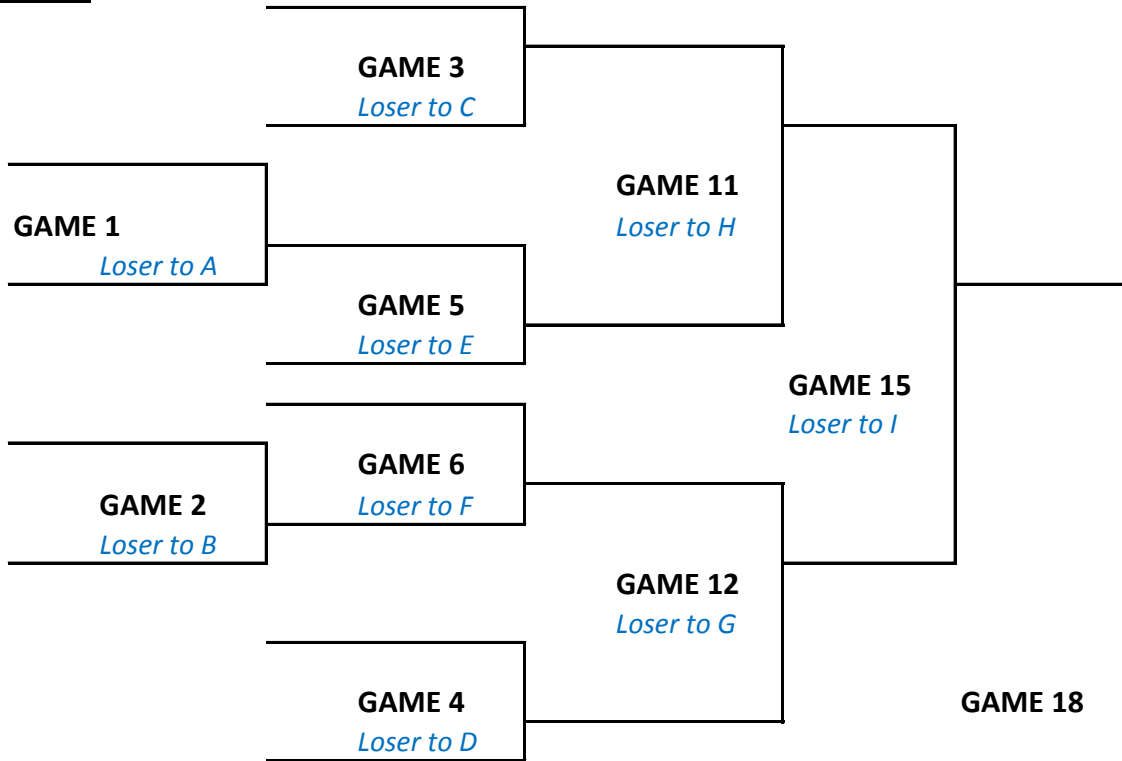 GAME 3
Loser to C
GAME 11
Loser to H
GAME 1
Loser to A
GAME 5
Loser to E
GAME 15
Loser to I
GAME 6
Loser to F
GAME 2
Loser to B
GAME 12
Loser to G
GAME 4
Loser to D
GAME 18